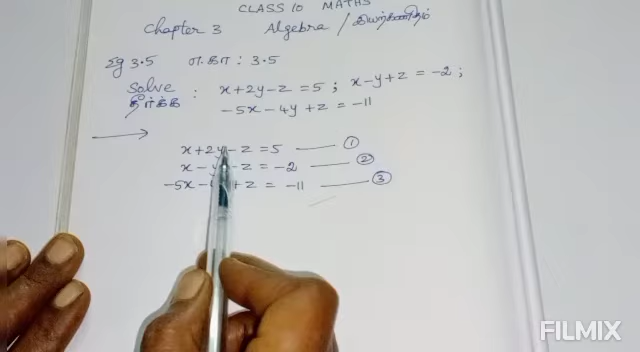 CLASS 10 MATHS
Chapter 3 Algebra / இயற்கணிதம்
Eg 3.5 எ.கா : 3.5
Solve : x+2y-z=5 ; x-y+z=-2 ;
தீர்க்க -5x-4y+z=-11
x+2y-z=5 ——— ①
x-y-z=-2 ——— ②
-5x- +z=-11 ——— ③
FILMIX